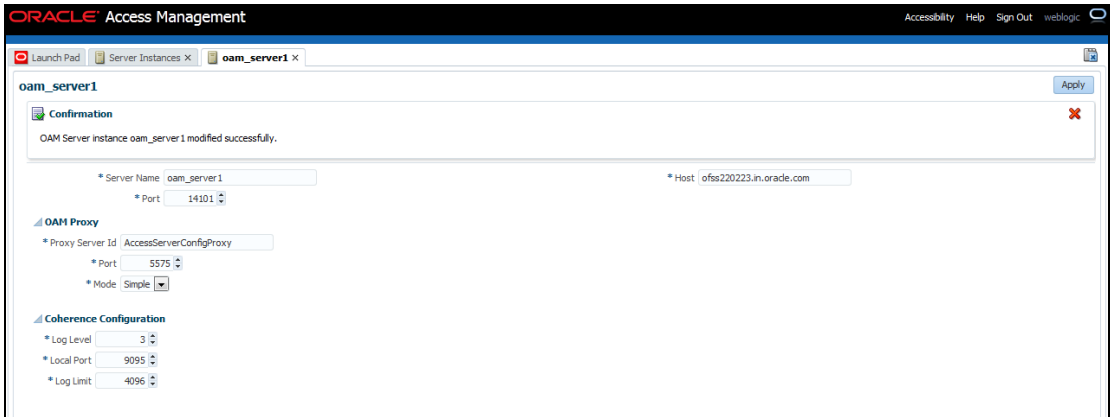 ORACLE Access Management
Accessibility Help Sign Out weblogic
Launch Pad Server Instances × oam_server1 ×
oam_server1
Apply
Confirmation
OAM Server instance oam_server1 modified successfully.
* Server Name oam_server1
* Host ofss220223.in.oracle.com
* Port 14101
OAM Proxy
* Proxy Server Id AccessServerConfigProxy
* Port 5575
* Mode Simple
Coherence Configuration
* Log Level 3
* Local Port 9095
* Log Limit 4096